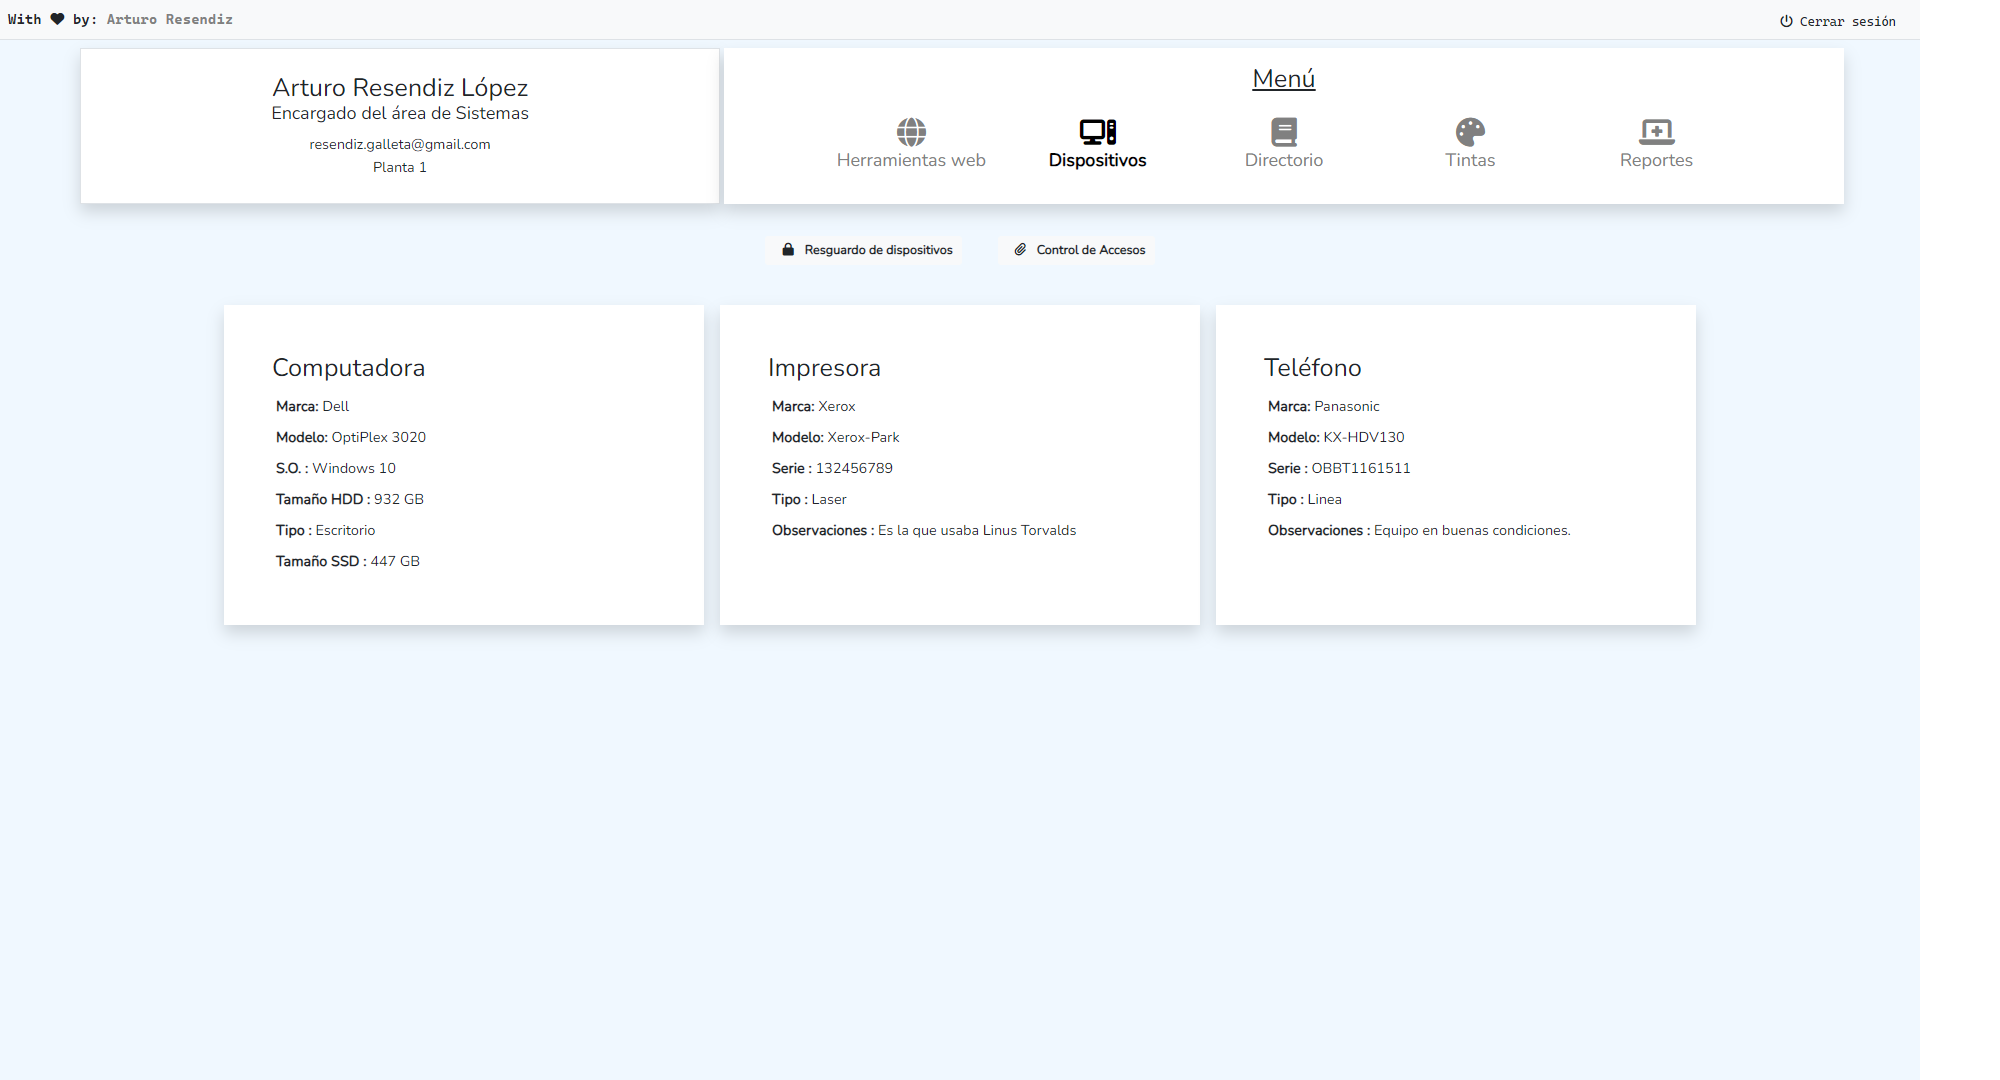 With by: Arturo Resendiz
Cerrar sesión
Arturo Resendiz López
Encargado del área de Sistemas
resendiz.galleta@gmail.com
Planta 1
Menú
Herramientas web
Dispositivos
Directorio
Tintas
Reportes
Resguardo de dispositivos
Control de Accesos
Computadora
Marca: Dell
Modelo: OptiPlex 3020
S.O. : Windows 10
Tamaño HDD : 932 GB
Tipo : Escritorio
Tamaño SSD : 447 GB
Impresora
Marca: Xerox
Modelo: Xerox-Park
Serie : 132456789
Tipo : Laser
Observaciones : Es la que usaba Linus Torvalds
Teléfono
Marca: Panasonic
Modelo: KX-HDV130
Serie : OBBT1161511
Tipo : Linea
Observaciones : Equipo en buenas condiciones.